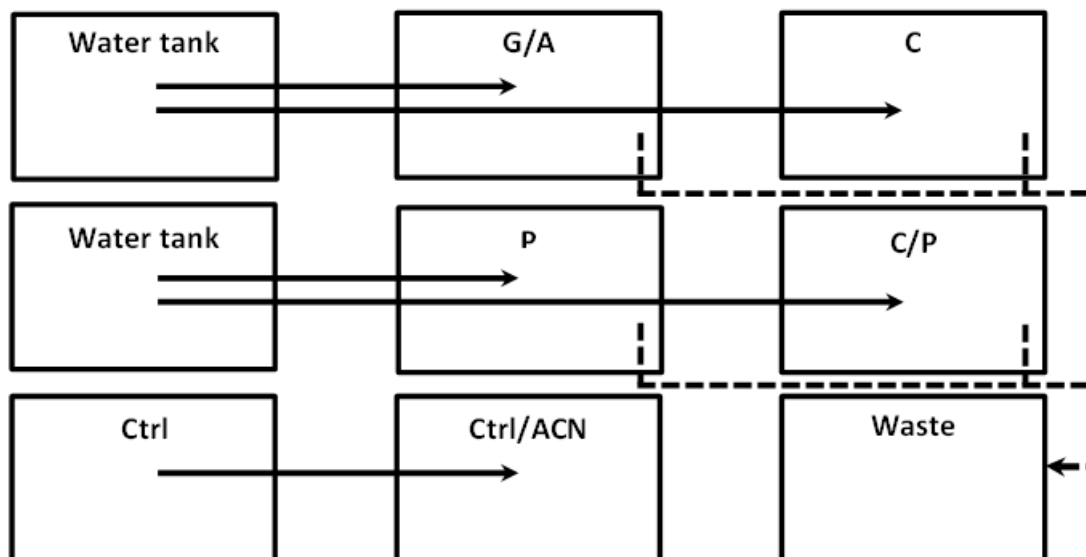 Water tank
G/A
C
Water tank
P
C/P
Ctrl
Ctrl/ACN
Waste